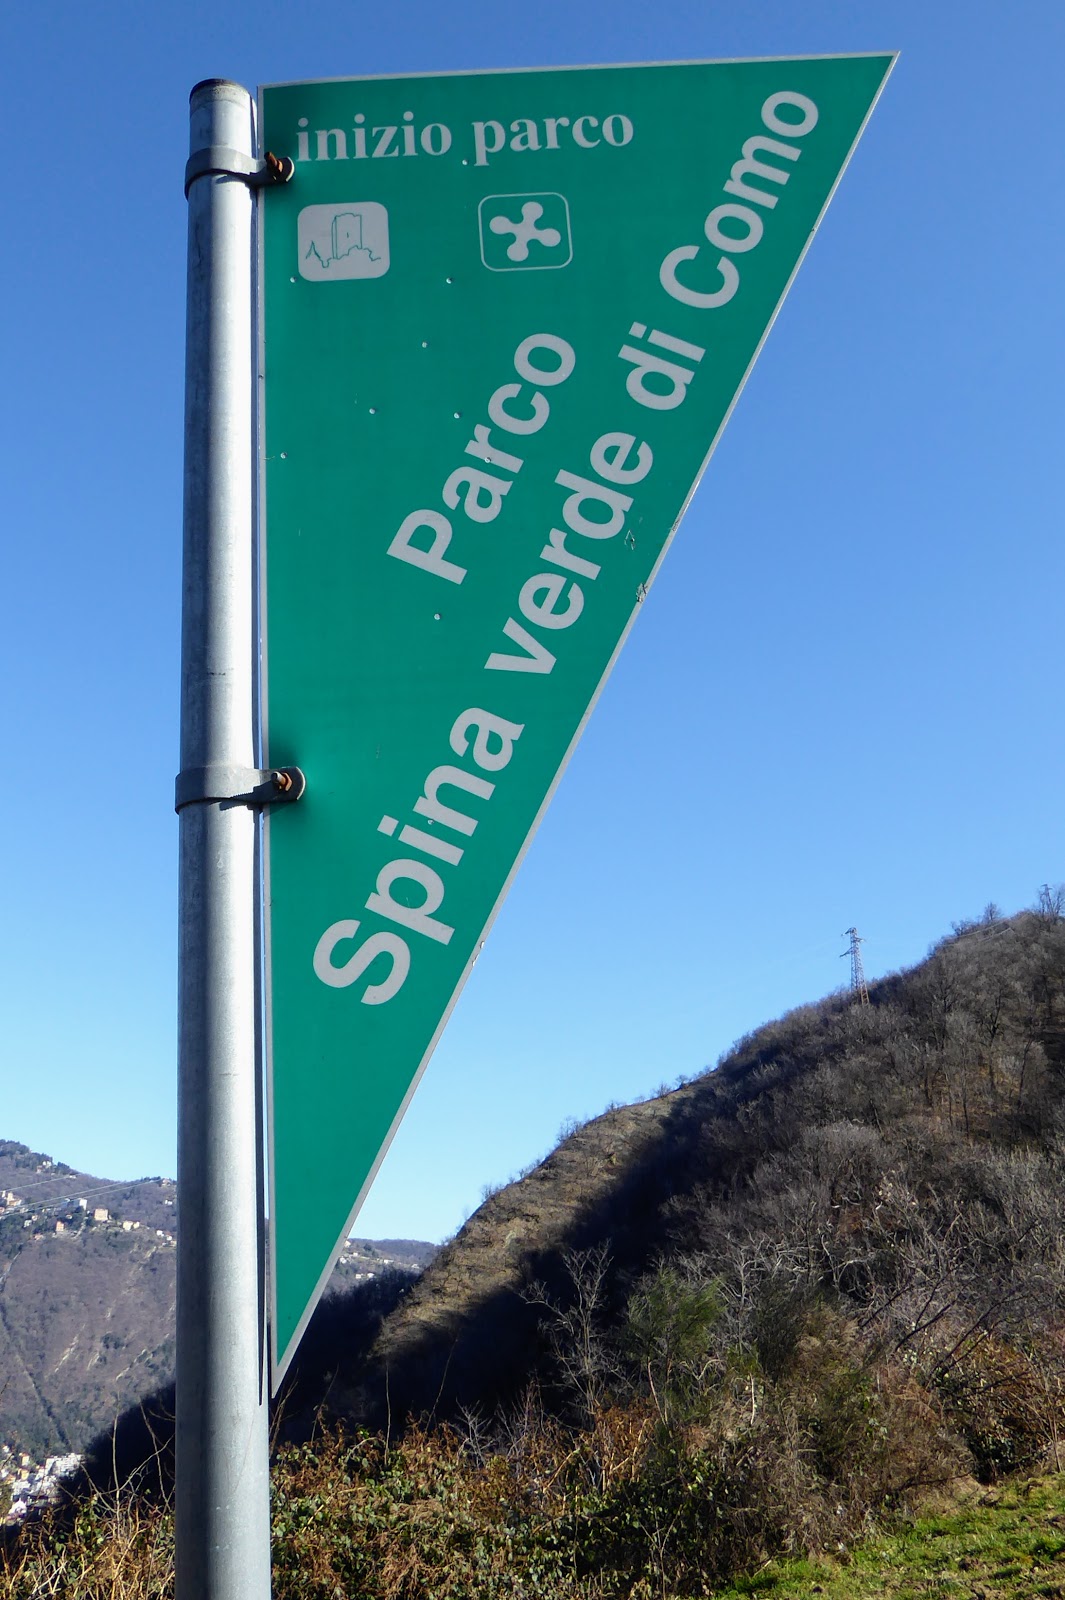 inizio parco
Parco
Spina verde di Como